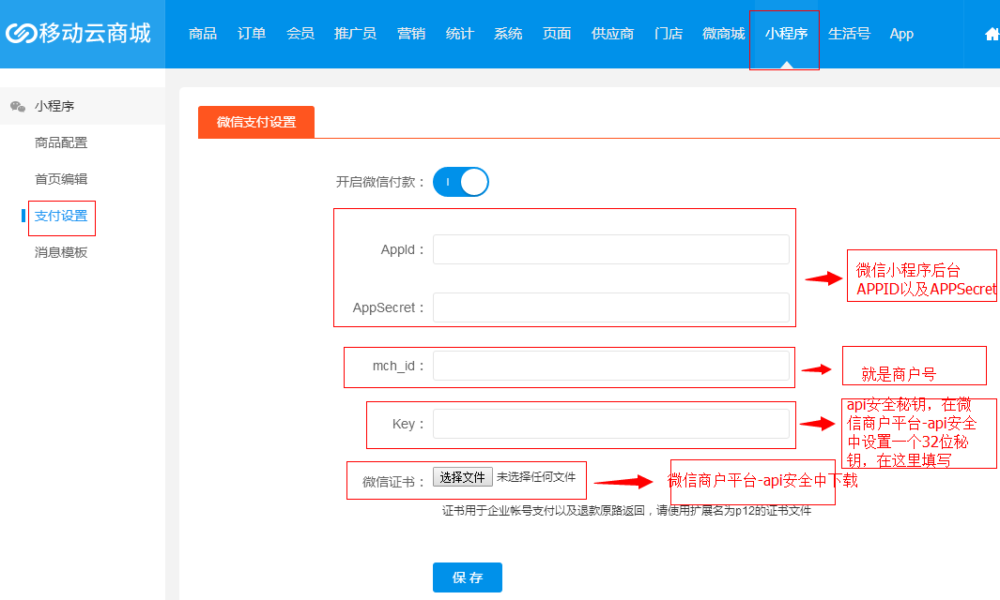 移动云商城
商品 订单 会员 推广员 营销 统计 系统 页面 供应商 门店 微商城 小程序 生活号 App
小程序
商品配置
首页编辑
支付设置
消息模板
微信支付设置
开启微信付款：
AppId：
AppSecret：
微信小程序后台
APPID以及APPSecret
mch_id：
就是商户号
Key：
api安全秘钥，在微
信商户平台-api安全
中设置一个32位秘
钥，在这里填写
微信证书： 选择文件 未选择任何文件
微信商户平台-api安全中下载
证书用于企业帐号支付以及退款原路返回，请使用扩展名为p12的证书文件
保 存